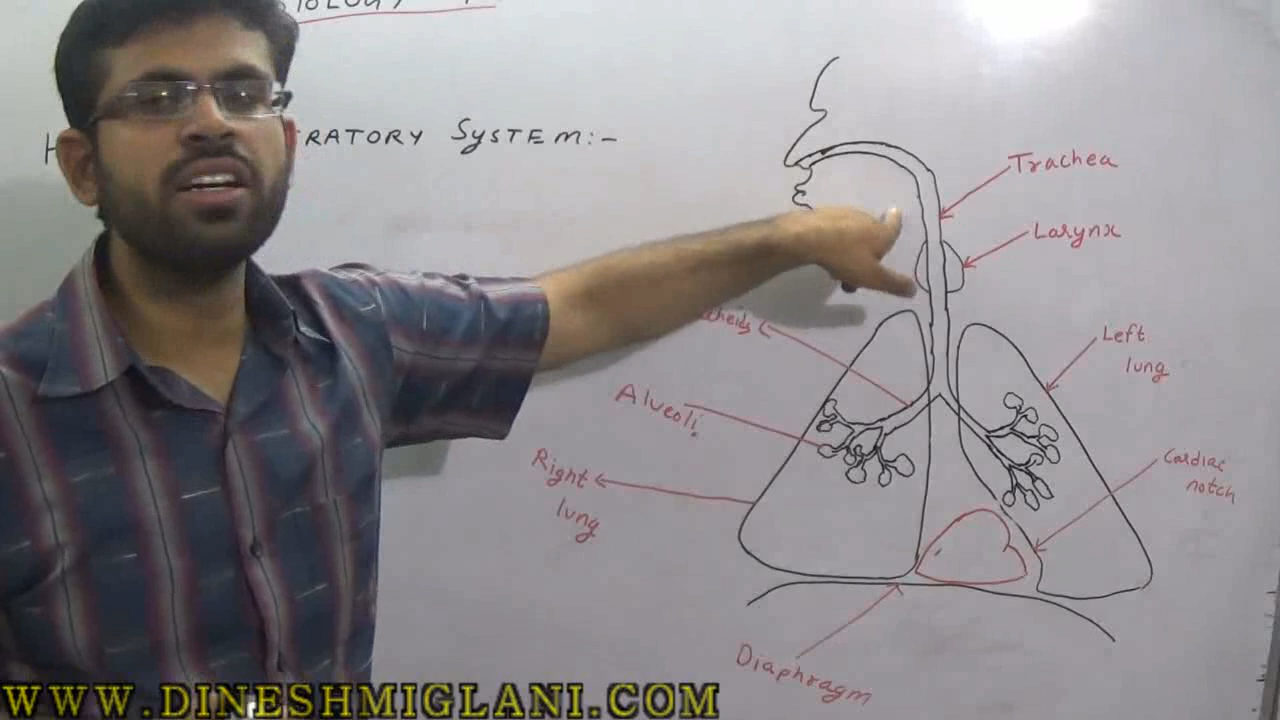 RATORY SYSTEM:-
Trachea
Larynx
Left
lung
Alveoli
Right
lung
Cardiac
notch
Diaphragm
WWW.DINESHMIGLANI.COM